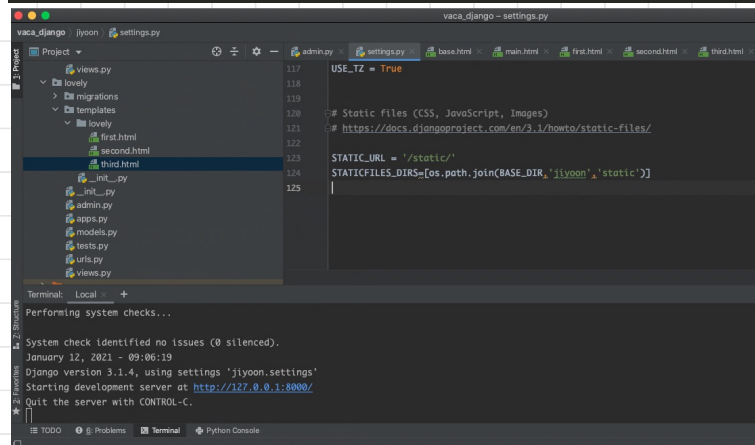 vaca_django – settings.py
vaca_django jiyoon settings.py
1: Project
Project
admin.py settings.py base.html main.html first.html second.html third.html
views.py
lovely
migrations
templates
lovely
first.html
second.html
third.html
__init__.py
__init__.py
admin.py
apps.py
models.py
tests.py
urls.py
views.py
117 USE_TZ = True
118
119
120 # Static files (CSS, JavaScript, Images)
121 # https://docs.djangoproject.com/en/3.1/howto/static-files/
122
123 STATIC_URL = '/static/'
124 STATICFILES_DIRS=[os.path.join(BASE_DIR,'jiyoon','static')]
125
Terminal: Local +
Performing system checks...
System check identified no issues (0 silenced).
January 12, 2021 - 09:06:19
Django version 3.1.4, using settings 'jiyoon.settings'
Starting development server at http://127.0.0.1:8000/
Quit the server with CONTROL-C.
Z: Structure
2: Favorites
TODO 6: Problems Terminal Python Console